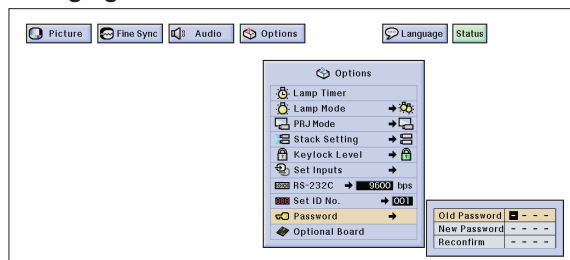 Picture Fine Sync Audio Options Language Status
Options
Lamp Timer
Lamp Mode
PRJ Mode
Stack Setting
Keylock Level
Set Inputs
RS-232C 9600 bps
Set ID No. 001
Password
Optional Board
Old Password - - - -
New Password - - - -
Reconfirm - - - -